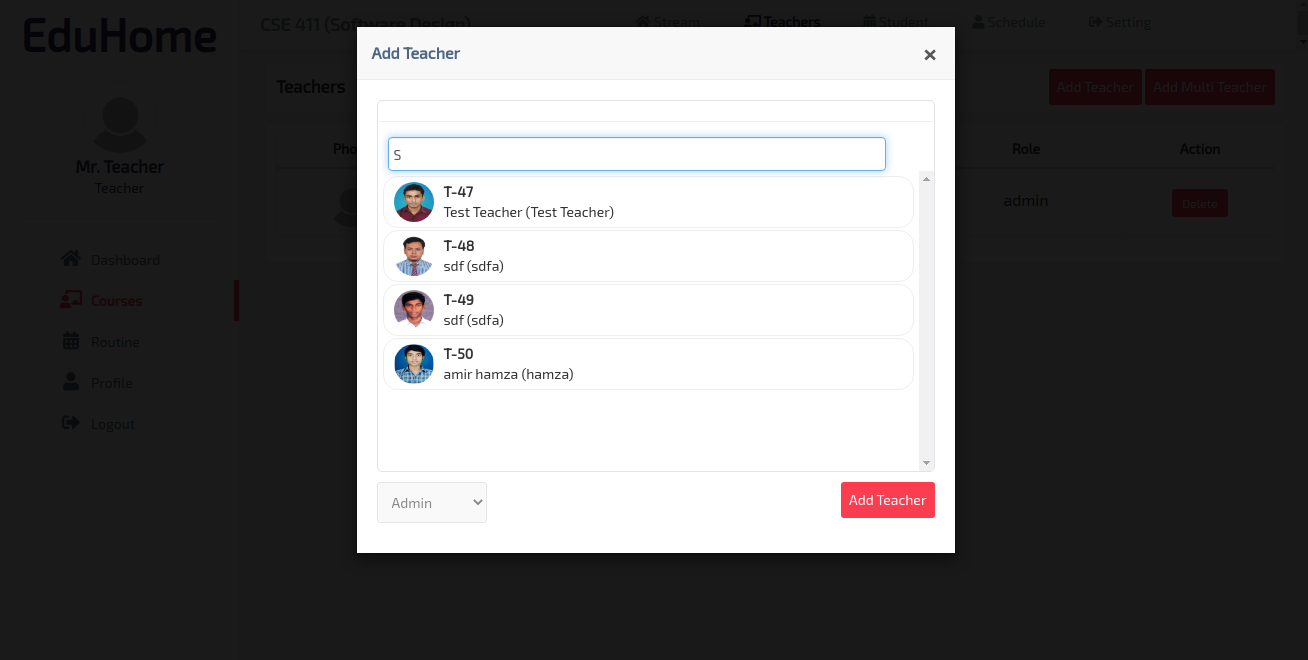 EduHome
CSE 411 (Software Design)
Stream
Teachers
Student
Schedule
Setting
Mr. Teacher
Teacher
Dashboard
Courses
Routine
Profile
Logout
Teachers
Add Teacher
Add Multi Teacher
Role
Action
admin
Delete
Add Teacher
×
S
T-47
Test Teacher (Test Teacher)
T-48
sdf (sdfa)
T-49
sdf (sdfa)
T-50
amir hamza (hamza)
Admin
Add Teacher